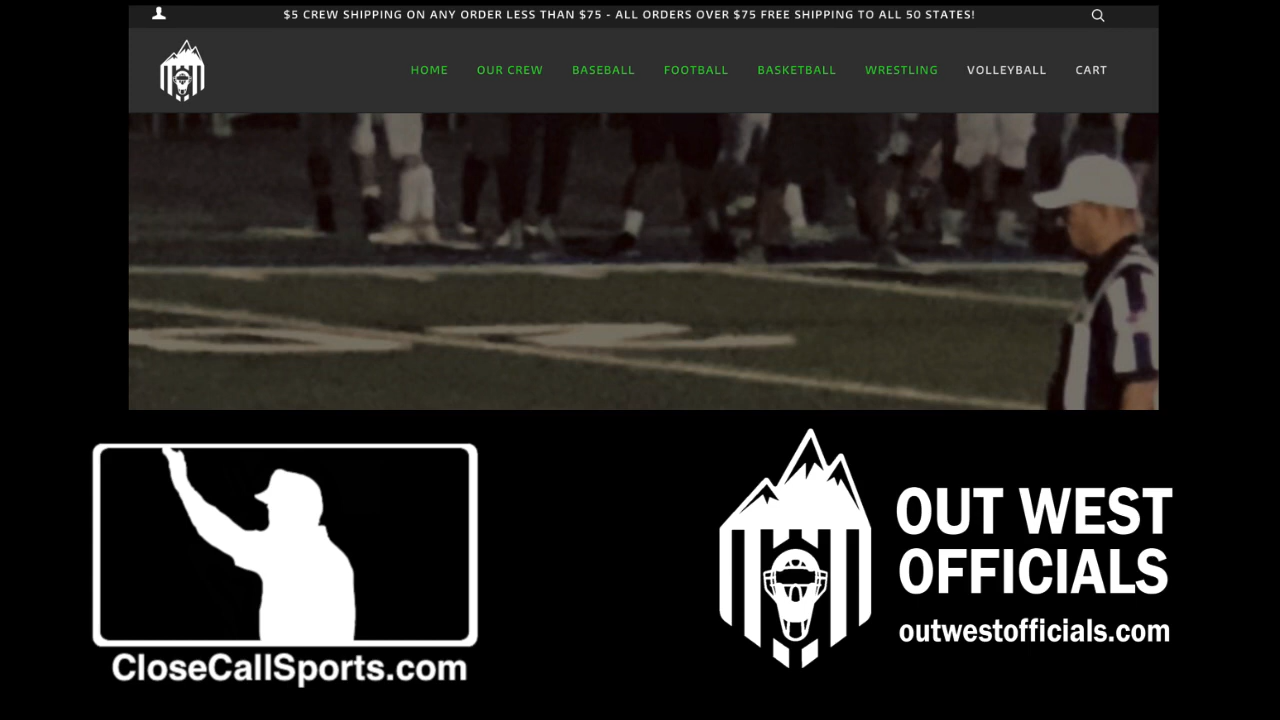 $5 CREW SHIPPING ON ANY ORDER LESS THAN $75 - ALL ORDERS OVER $75 FREE SHIPPING TO ALL 50 STATES!
HOME OUR CREW BASEBALL FOOTBALL BASKETBALL WRESTLING VOLLEYBALL CART
CloseCallSports.com
OUT WEST
OFFICIALS
outwestofficials.com